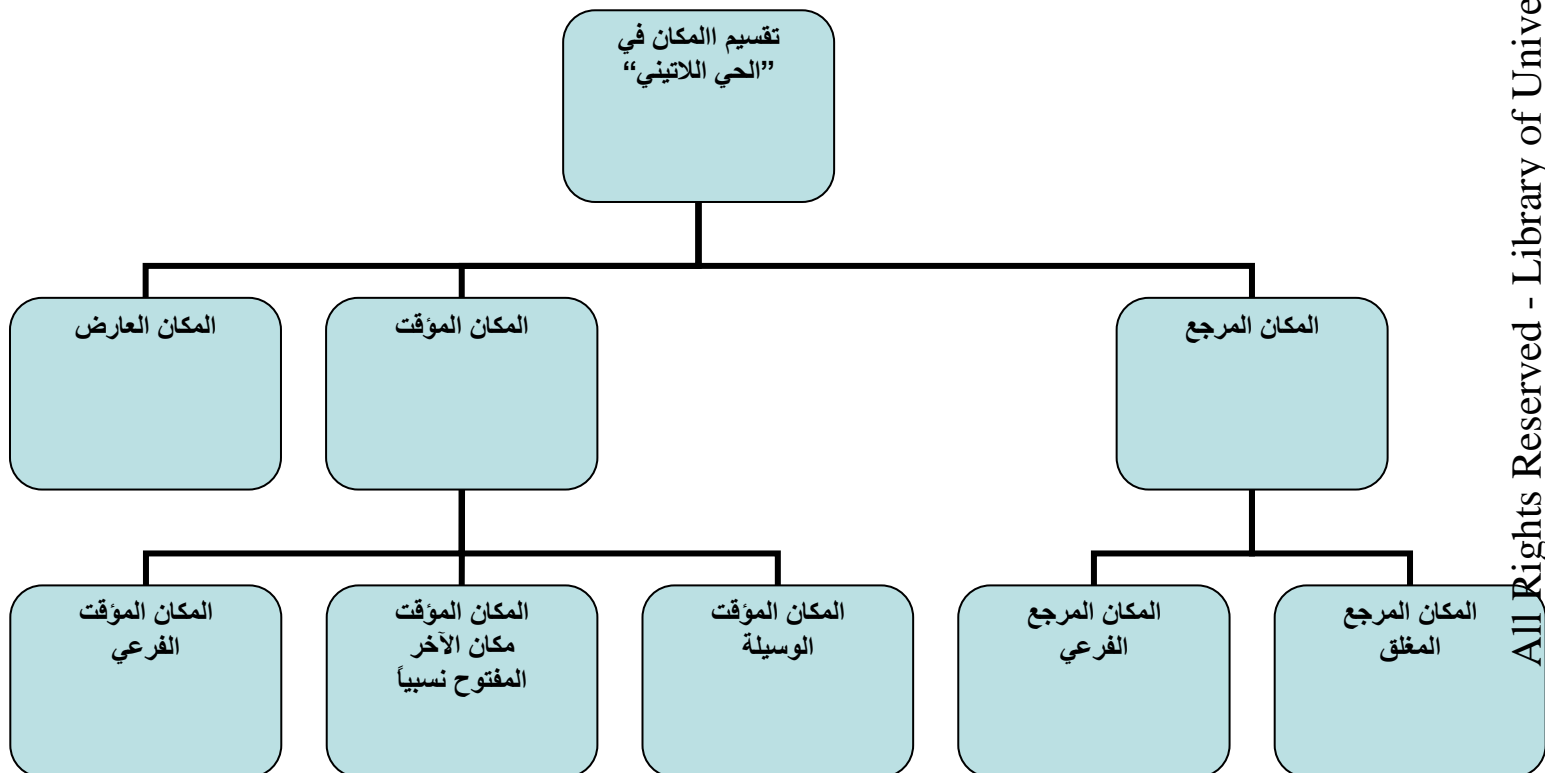 تقسيم االمكان في
”الحي اللاتيني“
المكان المرجع
المكان المؤقت
المكان العارض
المكان المرجع
المغلق
المكان المرجع
الفرعي
المكان المؤقت
الوسيلة
المكان المؤقت
مكان الآخر
المفتوح نسبياً
المكان المؤقت
الفرعي
All Rights Reserved - Library of Unive